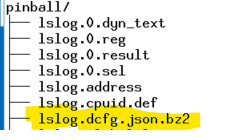 pinball/
├── lslog.0.dyn_text
├── lslog.0.reg
├── lslog.0.result
├── lslog.0.sel
├── lslog.address
├── lslog.cpuid.def
├── lslog.dcfg.json.bz2